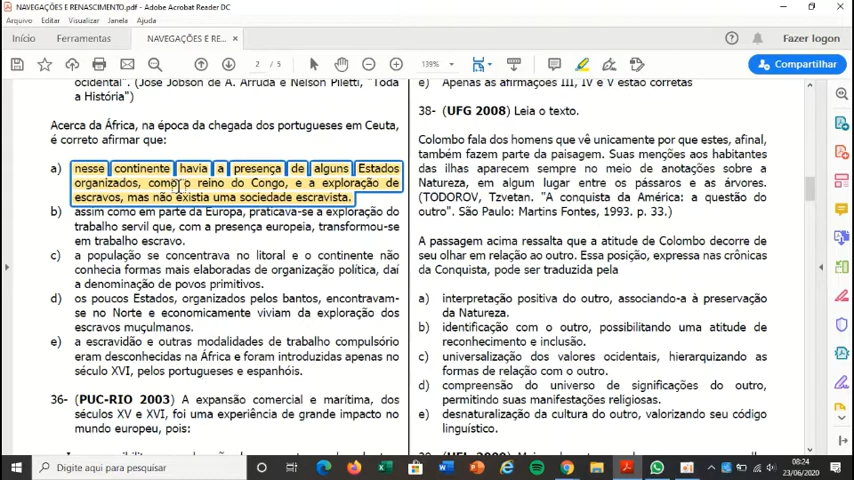 NAVEGAÇÕES E RENASCIMENTO.pdf - Adobe Acrobat Reader DC
Arquivo Editar Visualizar Janela Ajuda
Início Ferramentas NAVEGAÇÕES E RE... × Fazer logon
2 / 5 139% Compartilhar
ocidental". (José Jobson de A. Arruda e Nelson Piletti, "Toda
a História")
Acerca da África, na época da chegada dos portugueses em Ceuta,
é correto afirmar que:
a) nesse continente havia a presença de alguns Estados
organizados, como o reino do Congo, e a exploração de
escravos, mas não existia uma sociedade escravista.
b) assim como em parte da Europa, praticava-se a exploração do
trabalho servil que, com a presença europeia, transformou-se
em trabalho escravo.
c) a população se concentrava no litoral e o continente não
conhecia formas mais elaboradas de organização política, daí
a denominação de povos primitivos.
d) os poucos Estados, organizados pelos bantos, encontravam-
se no Norte e economicamente viviam da exploração dos
escravos muçulmanos.
e) a escravidão e outras modalidades de trabalho compulsório
eram desconhecidas na África e foram introduzidas apenas no
século XVI, pelos portugueses e espanhóis.
36- (PUC-RIO 2003) A expansão comercial e marítima, dos
séculos XV e XVI, foi uma experiência de grande impacto no
mundo europeu, pois:
e) Apenas as afirmações III, IV e V estão corretas
38- (UFG 2008) Leia o texto.
Colombo fala dos homens que vê unicamente por que estes, afinal,
também fazem parte da paisagem. Suas menções aos habitantes
das ilhas aparecem sempre no meio de anotações sobre a
Natureza, em algum lugar entre os pássaros e as árvores.
(TODOROV, Tzvetan. "A conquista da América: a questão do
outro". São Paulo: Martins Fontes, 1993. p. 33.)
A passagem acima ressalta que a atitude de Colombo decorre de
seu olhar em relação ao outro. Essa posição, expressa nas crônicas
da Conquista, pode ser traduzida pela
a) interpretação positiva do outro, associando-a à preservação
da Natureza.
b) identificação com o outro, possibilitando uma atitude de
reconhecimento e inclusão.
c) universalização dos valores ocidentais, hierarquizando as
formas de relação com o outro.
d) compreensão do universo de significações do outro,
permitindo suas manifestações religiosas.
e) desnaturalização da cultura do outro, valorizando seu código
linguístico.
Digite aqui para pesquisar
08:24
23/06/2020